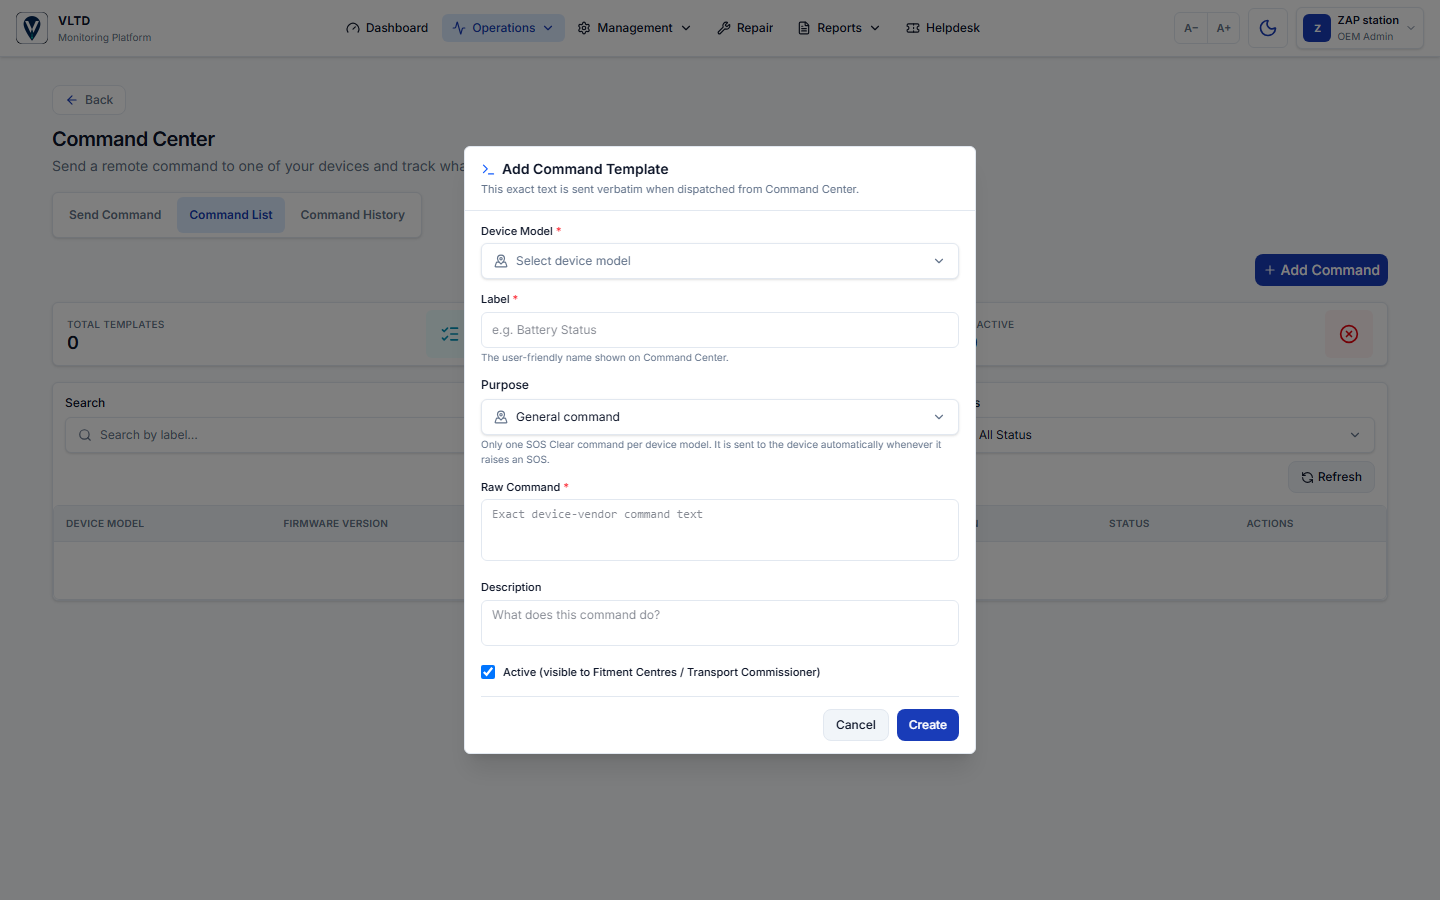 VLTD
Monitoring Platform
Dashboard
Operations
Management
Repair
Reports
Helpdesk
A−
A+
Z
ZAP station
OEM Admin
Back
Command Center
Send a remote command to one of your devices and track
Send Command
Command List
Command History
+ Add Command
TOTAL TEMPLATES
0
ACTIVE
Search
Search by label...
All Status
Refresh
DEVICE MODEL
FIRMWARE VERSION
STATUS
ACTIONS
Add Command Template
This exact text is sent verbatim when dispatched from Command Center.
Device Model *
Select device model
Label *
e.g. Battery Status
The user-friendly name shown on Command Center.
Purpose
General command
Only one SOS Clear command per device model. It is sent to the device automatically whenever it
raises an SOS.
Raw Command *
Exact device-vendor command text
Description
What does this command do?
Active (visible to Fitment Centres / Transport Commissioner)
Cancel
Create